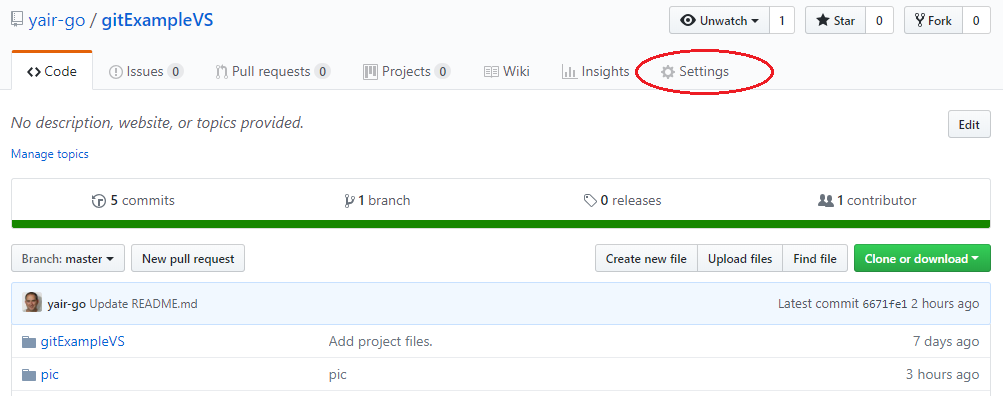 yair-go / gitExampleVS Unwatch 1 Star 0 Fork 0
Code Issues 0 Pull requests 0 Projects 0 Wiki Insights Settings
No description, website, or topics provided. Edit
Manage topics
5 commits 1 branch 0 releases 1 contributor
Branch: master New pull request Create new file Upload files Find file Clone or download
yair-go Update README.md Latest commit 6671fe1 2 hours ago
gitExampleVS Add project files. 7 days ago
pic pic 3 hours ago